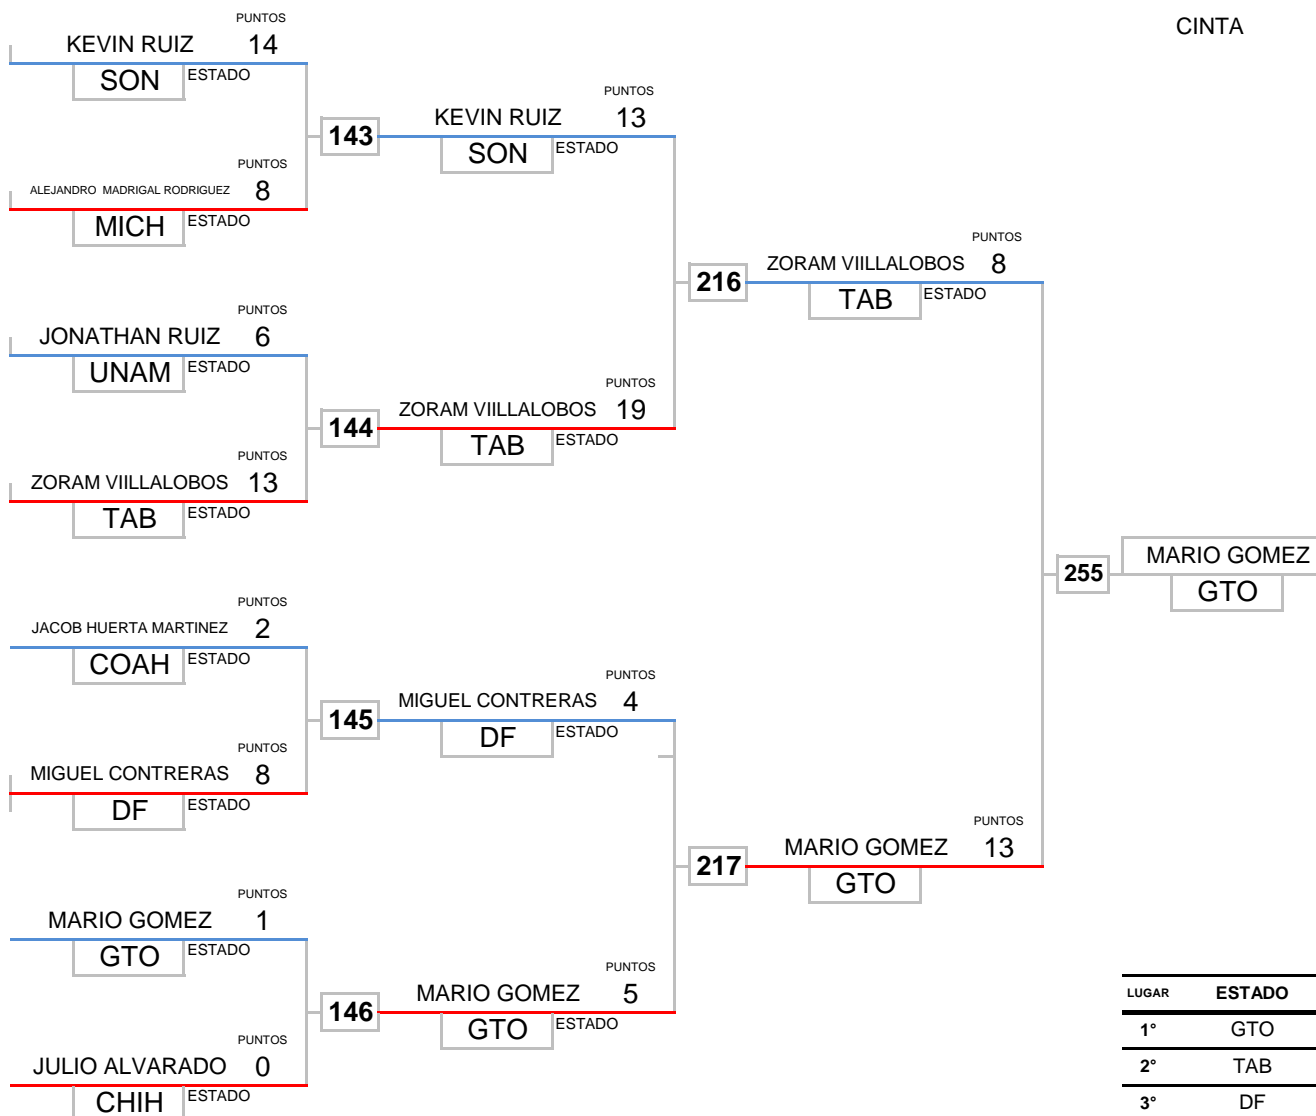 PUNTOS
CINTA
KEVIN RUIZ 14
SON ESTADO
PUNTOS
KEVIN RUIZ 13
143
SON ESTADO
PUNTOS
ALEJANDRO MADRIGAL RODRIGUEZ 8
MICH ESTADO
PUNTOS
ZORAM VIILLALOBOS 8
216
TAB ESTADO
PUNTOS
JONATHAN RUIZ 6
UNAM ESTADO
PUNTOS
ZORAM VIILLALOBOS 19
144
TAB ESTADO
PUNTOS
ZORAM VIILLALOBOS 13
TAB ESTADO
255
MARIO GOMEZ
GTO
PUNTOS
JACOB HUERTA MARTINEZ 2
COAH ESTADO
PUNTOS
MIGUEL CONTRERAS 4
145
DF ESTADO
PUNTOS
MIGUEL CONTRERAS 8
DF ESTADO
PUNTOS
MARIO GOMEZ 13
217
GTO
PUNTOS
MARIO GOMEZ 1
GTO ESTADO
PUNTOS
MARIO GOMEZ 5
146
GTO ESTADO
PUNTOS
JULIO ALVARADO 0
CHIH ESTADO
LUGAR ESTADO
1° GTO
2° TAB
3° DF